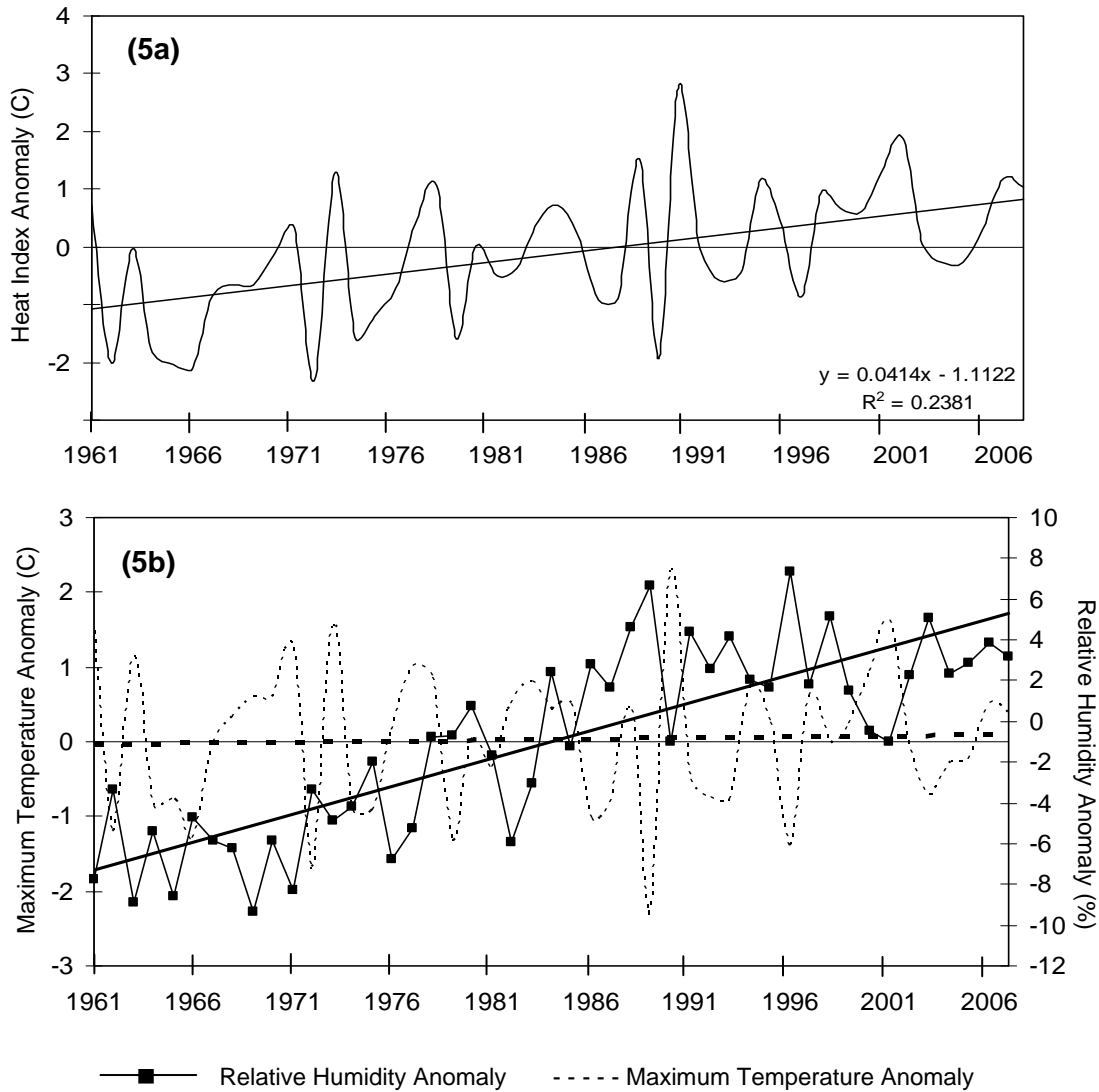 (5a)
Heat Index Anomaly (C)
4
3
2
1
0
-2
y = 0.0414x - 1.1122
R² = 0.2381
1961 1966 1971 1976 1981 1986 1991 1996 2001 2006
(5b)
Maximum Temperature Anomaly (C)
3
2
1
0
-1
-2
-3
Relative Humidity Anomaly (%)
10
8
6
4
2
0
-2
-4
-6
-8
-10
-12
1961 1966 1971 1976 1981 1986 1991 1996 2001 2006
Relative Humidity Anomaly Maximum Temperature Anomaly